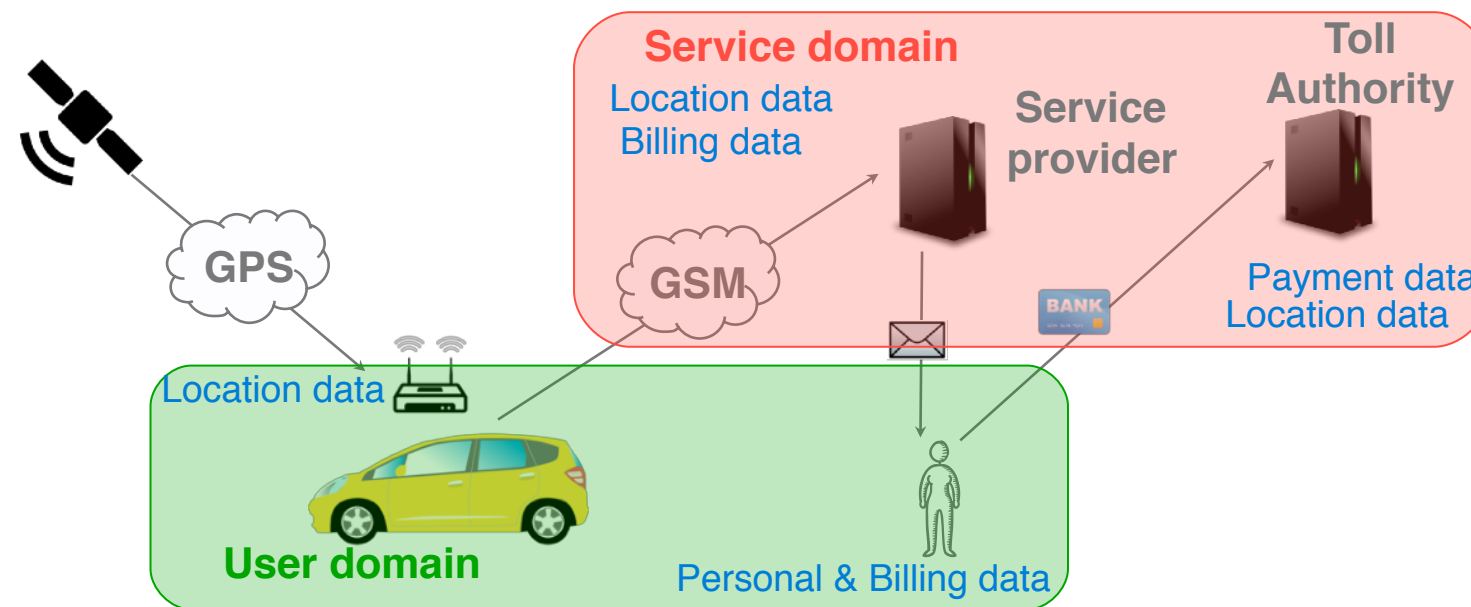 Service domain
Toll
Authority
Location data
Billing data
Service
provider
GPS
GSM
BANK
Payment data
Location data
Location data
User domain
Personal & Billing data